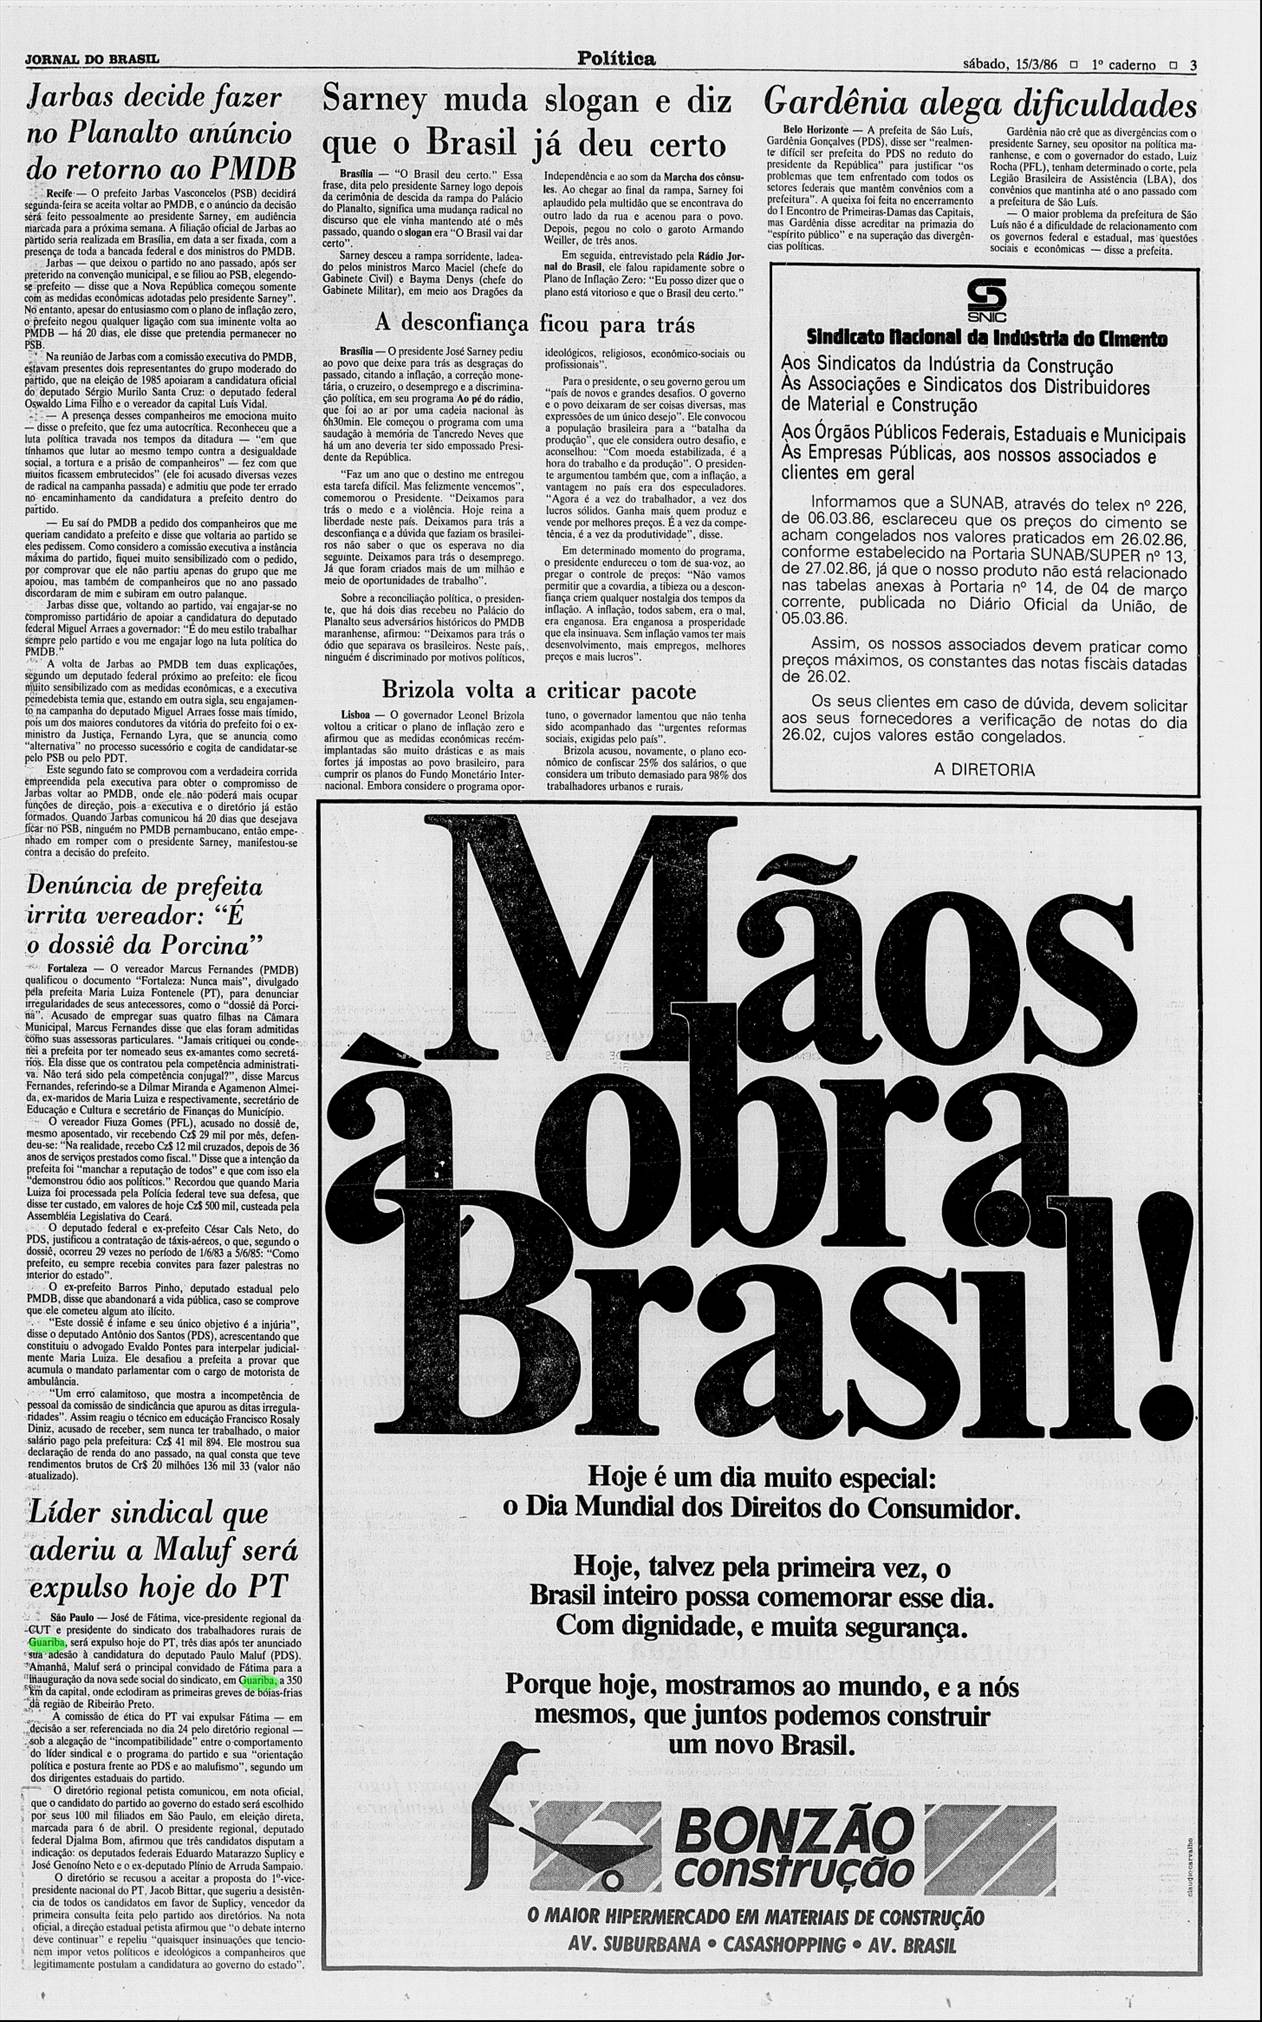 JORNAL DO BRASIL
Política
sábado, 15/3/86 □ 1º caderno □ 3
Jarbas decide fazer
no Planalto anúncio
do retorno ao PMDB
Recife — O prefeito Jarbas Vasconcelos (PSB) decidirá
segunda-feira se aceita voltar ao PMDB, e o anúncio da decisão
será feito pessoalmente ao presidente Sarney, em audiência
marcada para a próxima semana. A filiação oficial de Jarbas ao
partido seria realizada em Brasília, em data a ser fixada, com a
presença de toda a bancada federal e dos ministros do PMDB.
Jarbas — que deixou o partido no ano passado, após ser
preterido na convenção municipal, e se filiou ao PSB, elegendo-
se prefeito — disse que a Nova República começou somente
com as medidas econômicas adotadas pelo presidente Sarney".
No entanto, apesar do entusiasmo com o plano de inflação zero,
o prefeito negou qualquer ligação com sua iminente volta ao
PMDB — há 20 dias, ele disse que pretendia permanecer no
PSB.
Na reunião de Jarbas com a comissão executiva do PMDB,
estavam presentes dois representantes do grupo moderado do
partido, que na eleição de 1985 apoiaram a candidatura oficial
do deputado Sérgio Murilo Santa Cruz: o deputado federal
Oswaldo Lima Filho e o vereador da capital Luís Vidal.
— A presença desses companheiros me emociona muito
— disse o prefeito, que fez uma autocrítica. Reconheceu que a
luta política travada nos tempos da ditadura — "em que
tínhamos que lutar ao mesmo tempo contra a desigualdade
social, a tortura e a prisão de companheiros" — fez com que
muitos ficassem embrutecidos" (ele foi acusado diversas vezes
de radical na campanha passada) e admitiu que pode ter errado
no encaminhamento da candidatura a prefeito dentro do
partido.
— Eu saí do PMDB a pedido dos companheiros que me
queriam candidato a prefeito e disse que voltaria ao partido se
eles pedissem. Como considero a comissão executiva a instância
máxima do partido, fiquei muito sensibilizado com o pedido,
por comprovar que ele não partiu apenas do grupo que me
apoiou, mas também de companheiros que no ano passado
discordaram de mim e subiram em outro palanque.
Jarbas disse que, voltando ao partido, vai engajar-se no
compromisso partidário de apoiar a candidatura do deputado
federal Miguel Arraes a governador: "É do meu estilo trabalhar
sempre pelo partido e vou me engajar logo na luta política do
PMDB."
A volta de Jarbas ao PMDB tem duas explicações,
segundo um deputado federal próximo ao prefeito: ele ficou
muito sensibilizado com as medidas econômicas, e a executiva
pemedebista temia que, estando em outra sigla, seu engajamen-
to na campanha do deputado Miguel Arraes fosse mais tímido,
pois um dos maiores condutores da vitória do prefeito foi o ex-
ministro da Justiça, Fernando Lyra, que se anuncia como
"alternativa" no processo sucessório e cogita de candidatar-se
pelo PSB ou pelo PDT.
Este segundo fato se comprovou com a verdadeira corrida
empreendida pela executiva para obter o compromisso de
Jarbas voltar ao PMDB, onde ele não poderá mais ocupar
funções de direção, pois a executiva e o diretório já estão
formados. Quando Jarbas comunicou há 20 dias que desejava
ficar no PSB, ninguém no PMDB pernambucano, então empe-
nhado em romper com o presidente Sarney, manifestou-se
contra a decisão do prefeito.
Denúncia de prefeita
irrita vereador: "É
o dossiê da Porcina"
Fortaleza — O vereador Marcus Fernandes (PMDB)
qualificou o documento "Fortaleza: Nunca mais", divulgado
pela prefeita Maria Luiza Fontenele (PT), para denunciar
irregularidades de seus antecessores, como o "dossiê da Porci-
na". Acusado de empregar suas quatro filhas na Câmara
Municipal, Marcus Fernandes disse que elas foram admitidas
como suas assessoras particulares. "Jamais critiquei ou conde-
nei a prefeita por ter nomeado seus ex-amantes como secretá-
rios. Ela disse que os contratou pela competência administrati-
va. Não terá sido pela competência conjugal?", disse Marcus
Fernandes, referindo-se a Dilmar Miranda e Agamenon Almei-
da, ex-maridos de Maria Luiza e respectivamente, secretário de
Educação e Cultura e secretário de Finanças do Município.
O vereador Fiuza Gomes (PFL), acusado no dossiê de,
mesmo aposentado, vir recebendo Cz$ 29 mil por mês, defen-
deu-se: "Na realidade, recebo Cz$ 12 mil cruzados, depois de 36
anos de serviços prestados como fiscal." Disse que a intenção da
prefeita foi "manchar a reputação de todos" e que com isso ela
"demonstrou ódio aos políticos." Recordou que quando Maria
Luiza foi processada pela Polícia federal teve sua defesa, que
disse ter custado, em valores de hoje Cz$ 500 mil, custeada pela
Assembléia Legislativa do Ceará.
O deputado federal e ex-prefeito César Cals Neto, do
PDS, justificou a contratação de táxis-aéreos, o que, segundo o
dossiê, ocorreu 29 vezes no período de 1/6/83 a 5/6/85: "Como
prefeito, eu sempre recebia convites para fazer palestras no
interior do estado".
O ex-prefeito Barros Pinho, deputado estadual pelo
PMDB, disse que abandonará a vida pública, caso se comprove
que ele cometeu algum ato ilícito.
"Este dossiê é infame e seu único objetivo é a injúria",
disse o deputado Antônio dos Santos (PDS), acrescentando que
constituiu o advogado Evaldo Pontes para interpelar judicial-
mente Maria Luiza. Ele desafiou a prefeita a provar que
acumula o mandato parlamentar com o cargo de motorista de
ambulância.
"Um erro calamitoso, que mostra a incompetência de
pessoal da comissão de sindicância que apurou as ditas irregula-
ridades". Assim reagiu o técnico em educação Francisco Rosaly
Diniz, acusado de receber, sem nunca ter trabalhado, o maior
salário pago pela prefeitura: Cz$ 41 mil 894. Ele mostrou sua
declaração de renda do ano passado, na qual consta que teve
rendimentos brutos de Cr$ 20 milhões 136 mil 33 (valor não
atualizado).
Líder sindical que
aderiu a Maluf será
expulso hoje do PT
São Paulo — José de Fátima, vice-presidente regional da
CUT e presidente do sindicato dos trabalhadores rurais de
Guariba, será expulso hoje do PT, três dias após ter anunciado
sua adesão à candidatura do deputado Paulo Maluf (PDS).
Amanhã, Maluf será o principal convidado de Fátima para a
inauguração da nova sede social do sindicato, em Guariba, a 350
km da capital, onde eclodiram as primeiras greves de bóias-frias
da região de Ribeirão Preto.
A comissão de ética do PT vai expulsar Fátima — em
decisão a ser referenciada no dia 24 pelo diretório regional —
sob a alegação de "incompatibilidade" entre o comportamento
do líder sindical e o programa do partido e sua "orientação
política e postura frente ao PDS e ao malufismo", segundo um
dos dirigentes estaduais do partido.
O diretório regional petista comunicou, em nota oficial,
que o candidato do partido ao governo do estado será escolhido
por seus 100 mil filiados em São Paulo, em eleição direta,
marcada para 6 de abril. O presidente regional, deputado
federal Djalma Bom, afirmou que três candidatos disputam a
indicação: os deputados federais Eduardo Matarazzo Suplicy e
José Genoíno Neto e o ex-deputado Plínio de Arruda Sampaio.
O diretório se recusou a aceitar a proposta do 1º-vice-
presidente nacional do PT, Jacob Bittar, que sugeriu a desistên-
cia de todos os candidatos em favor de Suplicy, vencedor da
primeira consulta feita pelo partido aos diretórios. Na nota
oficial, a direção estadual petista afirmou que "o debate interno
deve continuar" e repeliu "quaisquer insinuações que tencio-
nem impor vetos políticos e ideológicos a companheiros que
legitimamente postulam a candidatura ao governo do estado".
Sarney muda slogan e diz
que o Brasil já deu certo
Brasília — "O Brasil deu certo." Essa
frase, dita pelo presidente Sarney logo depois
da cerimônia de descida da rampa do Palácio
do Planalto, significa uma mudança radical no
discurso que ele vinha mantendo até o mês
passado, quando o slogan era "O Brasil vai dar
certo".
Sarney desceu a rampa sorridente, ladea-
do pelos ministros Marco Maciel (chefe do
Gabinete Civil) e Bayma Denys (chefe do
Gabinete Militar), em meio aos Dragões da
Independência e ao som da Marcha dos cônsu-
les. Ao chegar ao final da rampa, Sarney foi
aplaudido pela multidão que se encontrava do
outro lado da rua e acenou para o povo.
Depois, pegou no colo o garoto Armando
Weiller, de três anos.
Em seguida, entrevistado pela Rádio Jor-
nal do Brasil, ele falou rapidamente sobre o
Plano de Inflação Zero: "Eu posso dizer que o
plano está vitorioso e que o Brasil deu certo."
A desconfiança ficou para trás
Brasília — O presidente José Sarney pediu
ao povo que deixe para trás as desgraças do
passado, citando a inflação, a correção mone-
tária, o cruzeiro, o desemprego e a discrimina-
ção política, em seu programa Ao pé do rádio,
que foi ao ar por uma cadeia nacional às
6h30min. Ele começou o programa com uma
saudação à memória de Tancredo Neves que
há um ano deveria ter sido empossado Presi-
dente da República.
"Faz um ano que o destino me entregou
esta tarefa difícil. Mas felizmente vencemos",
comemorou o Presidente. "Deixamos para
trás o medo e a violência. Hoje reina a
liberdade neste país. Deixamos para trás a
desconfiança e a dúvida que faziam os brasilei-
ros não saber o que os esperava no dia
seguinte. Deixamos para trás o desemprego.
Já que foram criados mais de um milhão e
meio de oportunidades de trabalho".
Sobre a reconciliação política, o presiden-
te, que há dois dias recebeu no Palácio do
Planalto seus adversários históricos do PMDB
maranhense, afirmou: "Deixamos para trás o
ódio que separava os brasileiros. Neste país,
ninguém é discriminado por motivos políticos,
ideológicos, religiosos, econômico-sociais ou
profissionais".
Para o presidente, o seu governo gerou um
"país de novos e grandes desafios. O governo
e o povo deixaram de ser coisas diversas, mas
expressões de um único desejo". Ele convocou
a população brasileira para a "batalha da
produção", que ele considera outro desafio, e
aconselhou: "Com moeda estabilizada, é a
hora do trabalho e da produção". O presiden-
te argumentou também que, com a inflação, a
vantagem no país era dos especuladores.
"Agora é a vez do trabalhador, a vez dos
lucros sólidos. Ganha mais quem produz e
vende por melhores preços. É a vez da compe-
tência, é a vez da produtividade", disse.
Em determinado momento do programa,
o presidente endureceu o tom de sua voz, ao
pregar o controle de preços: "Não vamos
permitir que a covardia, a tibieza ou a descon-
fiança criem qualquer nostalgia dos tempos da
inflação. A inflação, todos sabem, era o mal,
era enganosa. Era enganosa a prosperidade
que ela insinuava. Sem inflação vamos ter mais
desenvolvimento, mais empregos, melhores
preços e mais lucros".
Brizola volta a criticar pacote
Lisboa — O governador Leonel Brizola
voltou a criticar o plano de inflação zero e
afirmou que as medidas econômicas recém-
implantadas são muito drásticas e as mais
fortes já impostas ao povo brasileiro, para
cumprir os planos do Fundo Monetário Inter-
nacional. Embora considere o programa opor-
tuno, o governador lamentou que não tenha
sido acompanhado das "urgentes reformas
sociais, exigidas pelo país".
Brizola acusou, novamente, o plano eco-
nômico de confiscar 25% dos salários, o que
considera um tributo demasiado para 98% dos
trabalhadores urbanos e rurais.
Gardênia alega dificuldades
Belo Horizonte — A prefeita de São Luís,
Gardênia Gonçalves (PDS), disse ser "realmen-
te difícil ser prefeita do PDS no reduto do
presidente da República" para justificar "os
problemas que tem enfrentado com todos os
setores federais que mantêm convênios com a
prefeitura". A queixa foi feita no encerramento
do I Encontro de Primeiras-Damas das Capitais,
mas Gardênia disse acreditar na primazia do
"espírito público" e na superação das divergên-
cias políticas.
Gardênia não crê que as divergências com o
presidente Sarney, seu opositor na política ma-
ranhense, e com o governador do estado, Luiz
Rocha (PFL), tenham determinado o corte, pela
Legião Brasileira de Assistência (LBA), dos
convênios que mantinha até o ano passado com
a prefeita de São Luís.
— O maior problema da prefeitura de São
Luís não é a dificuldade de relacionamento com
os governos federal e estadual, mas questões
sociais e econômicas — disse a prefeita.
SNIC
Sindicato Nacional da Indústria do Cimento
Aos Sindicatos da Indústria da Construção
Às Associações e Sindicatos dos Distribuidores
de Material e Construção
Aos Órgãos Públicos Federais, Estaduais e Municipais
Às Empresas Públicas, aos nossos associados e
clientes em geral
Informamos que a SUNAB, através do telex nº 226,
de 06.03.86, esclareceu que os preços do cimento se
acham congelados nos valores praticados em 26.02.86,
conforme estabelecido na Portaria SUNAB/SUPER nº 13,
de 27.02.86, já que o nosso produto não está relacionado
nas tabelas anexas à Portaria nº 14, de 04 de março
corrente, publicada no Diário Oficial da União, de
05.03.86.
Assim, os nossos associados devem praticar como
preços máximos, os constantes das notas fiscais datadas
de 26.02.
Os seus clientes em caso de dúvida, devem solicitar
aos seus fornecedores a verificação de notas do dia
26.02, cujos valores estão congelados.
A DIRETORIA
Mãos
à obra
Brasil!
Hoje é um dia muito especial:
o Dia Mundial dos Direitos do Consumidor.
Hoje, talvez pela primeira vez, o
Brasil inteiro possa comemorar esse dia.
Com dignidade, e muita segurança.
Porque hoje, mostramos ao mundo, e a nós
mesmos, que juntos podemos construir
um novo Brasil.
BONZÃO
construção
claudio carvalho
O MAIOR HIPERMERCADO EM MATERIAIS DE CONSTRUÇÃO
AV. SUBURBANA • CASASHOPPING • AV. BRASIL